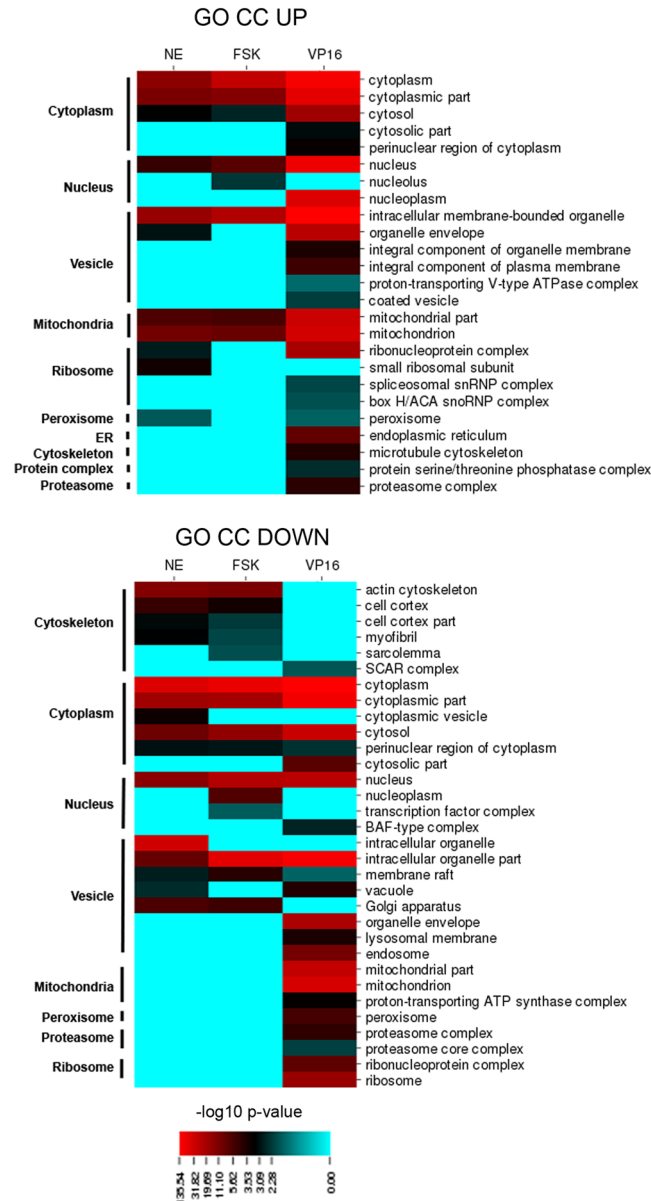 GO CC UP
NE FSK VP16
Cytoplasm
cytoplasm
cytoplasmic part
cytosol
cytosolic part
perinuclear region of cytoplasm
Nucleus
nucleus
nucleolus
nucleoplasm
Vesicle
intracellular membrane-bounded organelle
organelle envelope
integral component of organelle membrane
integral component of plasma membrane
proton-transporting V-type ATPase complex
coated vesicle
Mitochondria
mitochondrial part
mitochondrion
Ribosome
ribonucleoprotein complex
small ribosomal subunit
spliceosomal snRNP complex
box H/ACA snoRNP complex
Peroxisome
peroxisome
ER
endoplasmic reticulum
Cytoskeleton
microtubule cytoskeleton
Protein complex
protein serine/threonine phosphatase complex
Proteasome
proteasome complex
GO CC DOWN
NE FSK VP16
Cytoskeleton
actin cytoskeleton
cell cortex
cell cortex part
myofibril
sarcolemma
SCAR complex
Cytoplasm
cytoplasm
cytoplasmic part
cytoplasmic vesicle
cytosol
perinuclear region of cytoplasm
cytosolic part
Nucleus
nucleus
nucleoplasm
transcription factor complex
BAF-type complex
Vesicle
intracellular organelle
intracellular organelle part
membrane raft
vacuole
Golgi apparatus
organelle envelope
lysosomal membrane
endosome
Mitochondria
mitochondrial part
mitochondrion
proton-transporting ATP synthase complex
Peroxisome
peroxisome
Proteasome
proteasome complex
proteasome core complex
Ribosome
ribonucleoprotein complex
ribosome
-log10 p-value
31.82 19.69 11.10 5.62 3.53 3.09 2.28 0.00